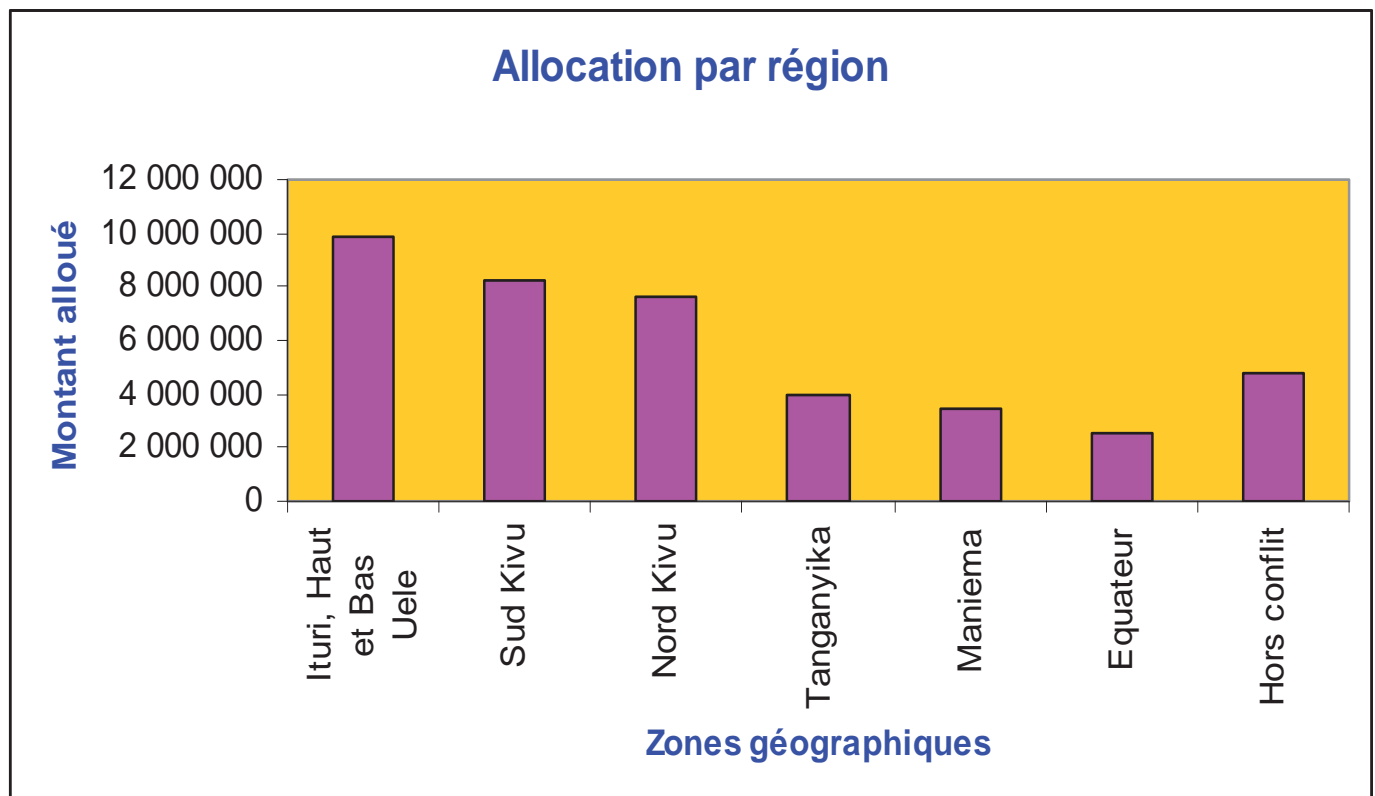 Allocation par région
12 000 000
10 000 000
8 000 000
6 000 000
4 000 000
2 000 000
0
Montant alloué
Ituri, Haut
et Bas
Uele
Sud Kivu
Nord Kivu
Tanganyika
Maniema
Equateur
Hors conflit
Zones géographiques